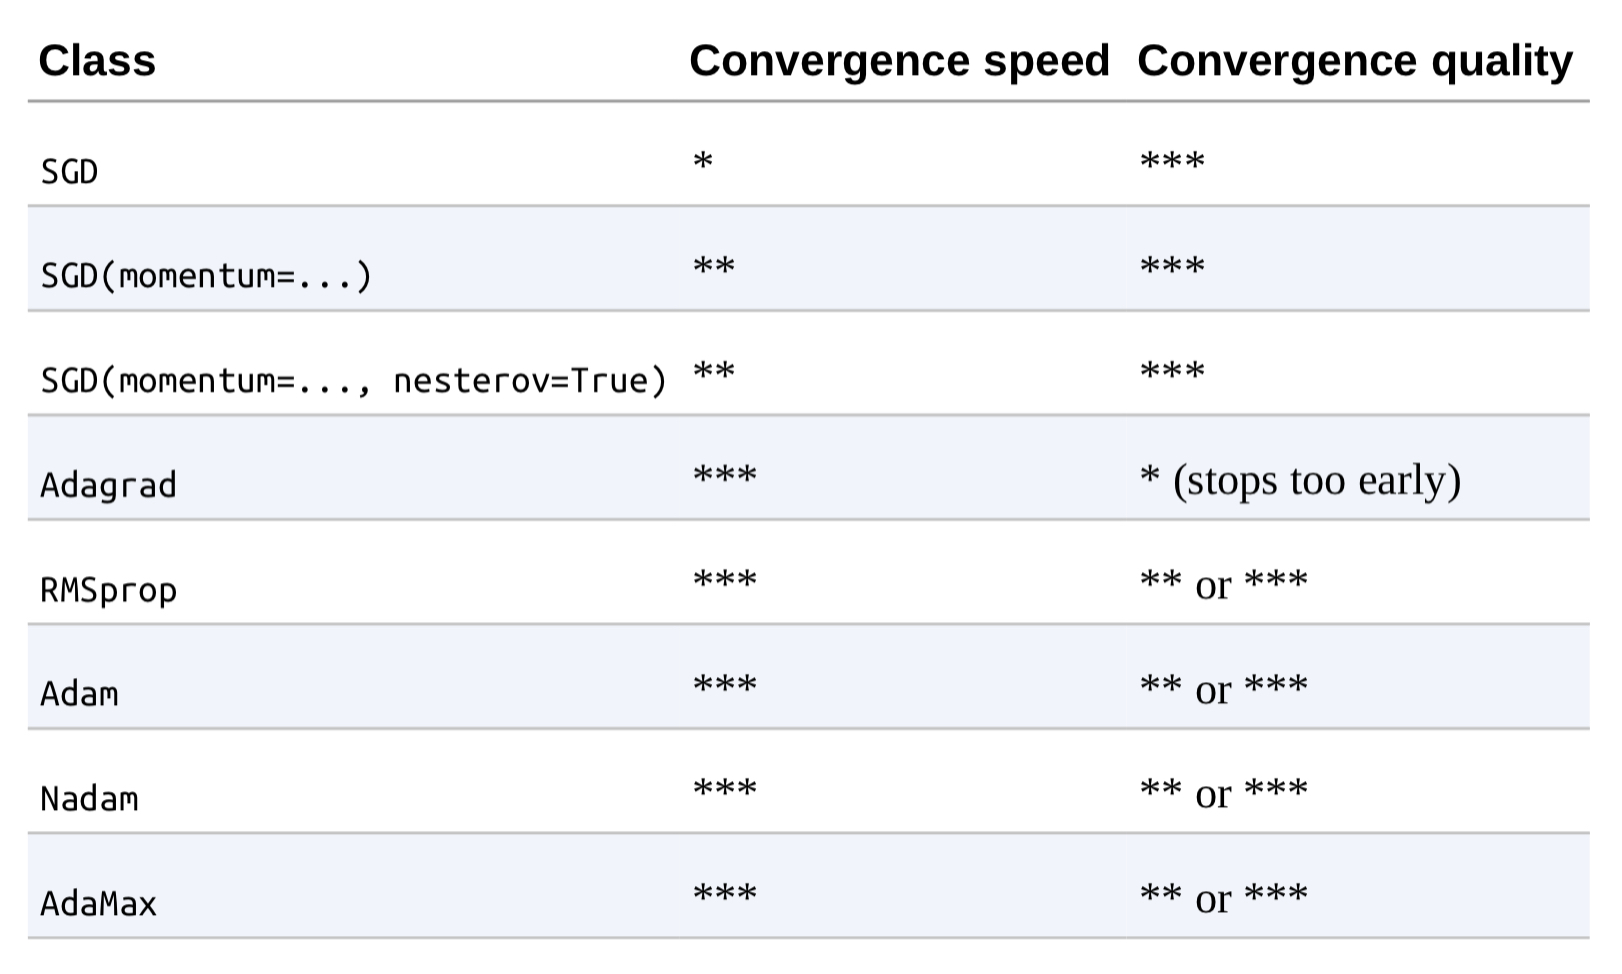 Class Convergence speed Convergence quality
SGD * ***
SGD(momentum=...) ** ***
SGD(momentum=..., nesterov=True) ** ***
Adagrad *** * (stops too early)
RMSprop *** ** or ***
Adam *** ** or ***
Nadam *** ** or ***
AdaMax *** ** or ***